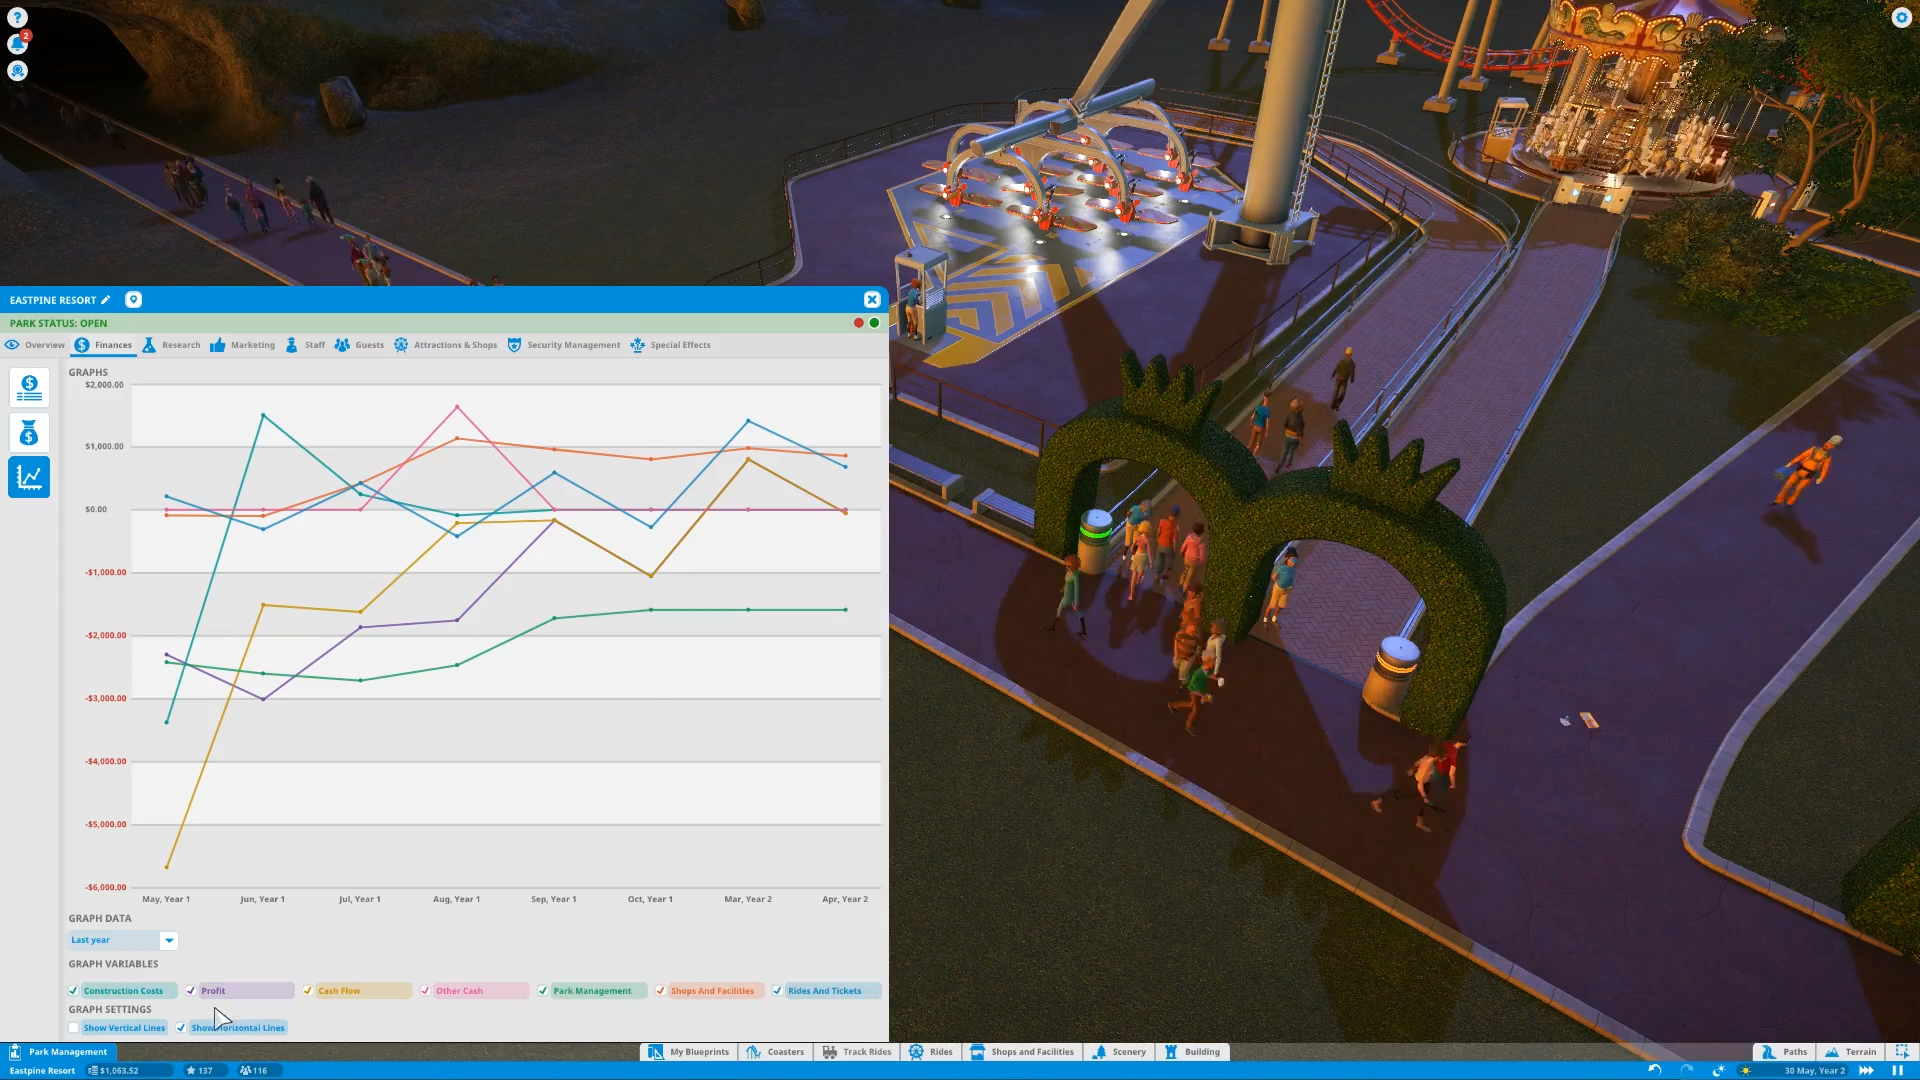 ?
2
EASTPINE RESORT
PARK STATUS: OPEN
Overview Finances Research Marketing Staff Guests Attractions & Shops Security Management Special Effects
GRAPHS
$2,000.00
$1,000.00
$0.00
-$1,000.00
-$2,000.00
-$3,000.00
-$4,000.00
-$5,000.00
-$6,000.00
May, Year 1 Jun, Year 1 Jul, Year 1 Aug, Year 1 Sep, Year 1 Oct, Year 1 Mar, Year 2 Apr, Year 2
GRAPH DATA
Last year
GRAPH VARIABLES
Construction Costs Profit Cash Flow Other Cash Park Management Shops And Facilities Rides And Tickets
GRAPH SETTINGS
Show Vertical Lines Show Horizontal Lines
Park Management My Blueprints Coasters Track Rides Rides Shops and Facilities Scenery Building Paths Terrain
Eastpine Resort $1,063.52 137 116 30 May, Year 2